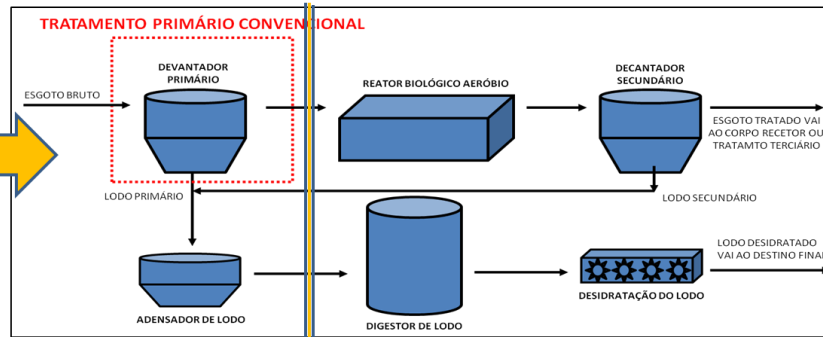 TRATAMENTO PRIMÁRIO CONVENCIONAL
DEVANTADOR
PRIMÁRIO
ESGOTO BRUTO
REATOR BIOLÓGICO AERÓBIO
DECANTADOR
SECUNDÁRIO
ESGOTO TRATADO VAI
AO CORPO RECETOR OU
TRATAMTO TERCIÁRIO
LODO PRIMÁRIO
LODO SECUNDÁRIO
ADENSADOR DE LODO
DIGESTOR DE LODO
DESIDRATAÇÃO DO LODO
LODO DESIDRATADO
VAI AO DESTINO FINAL